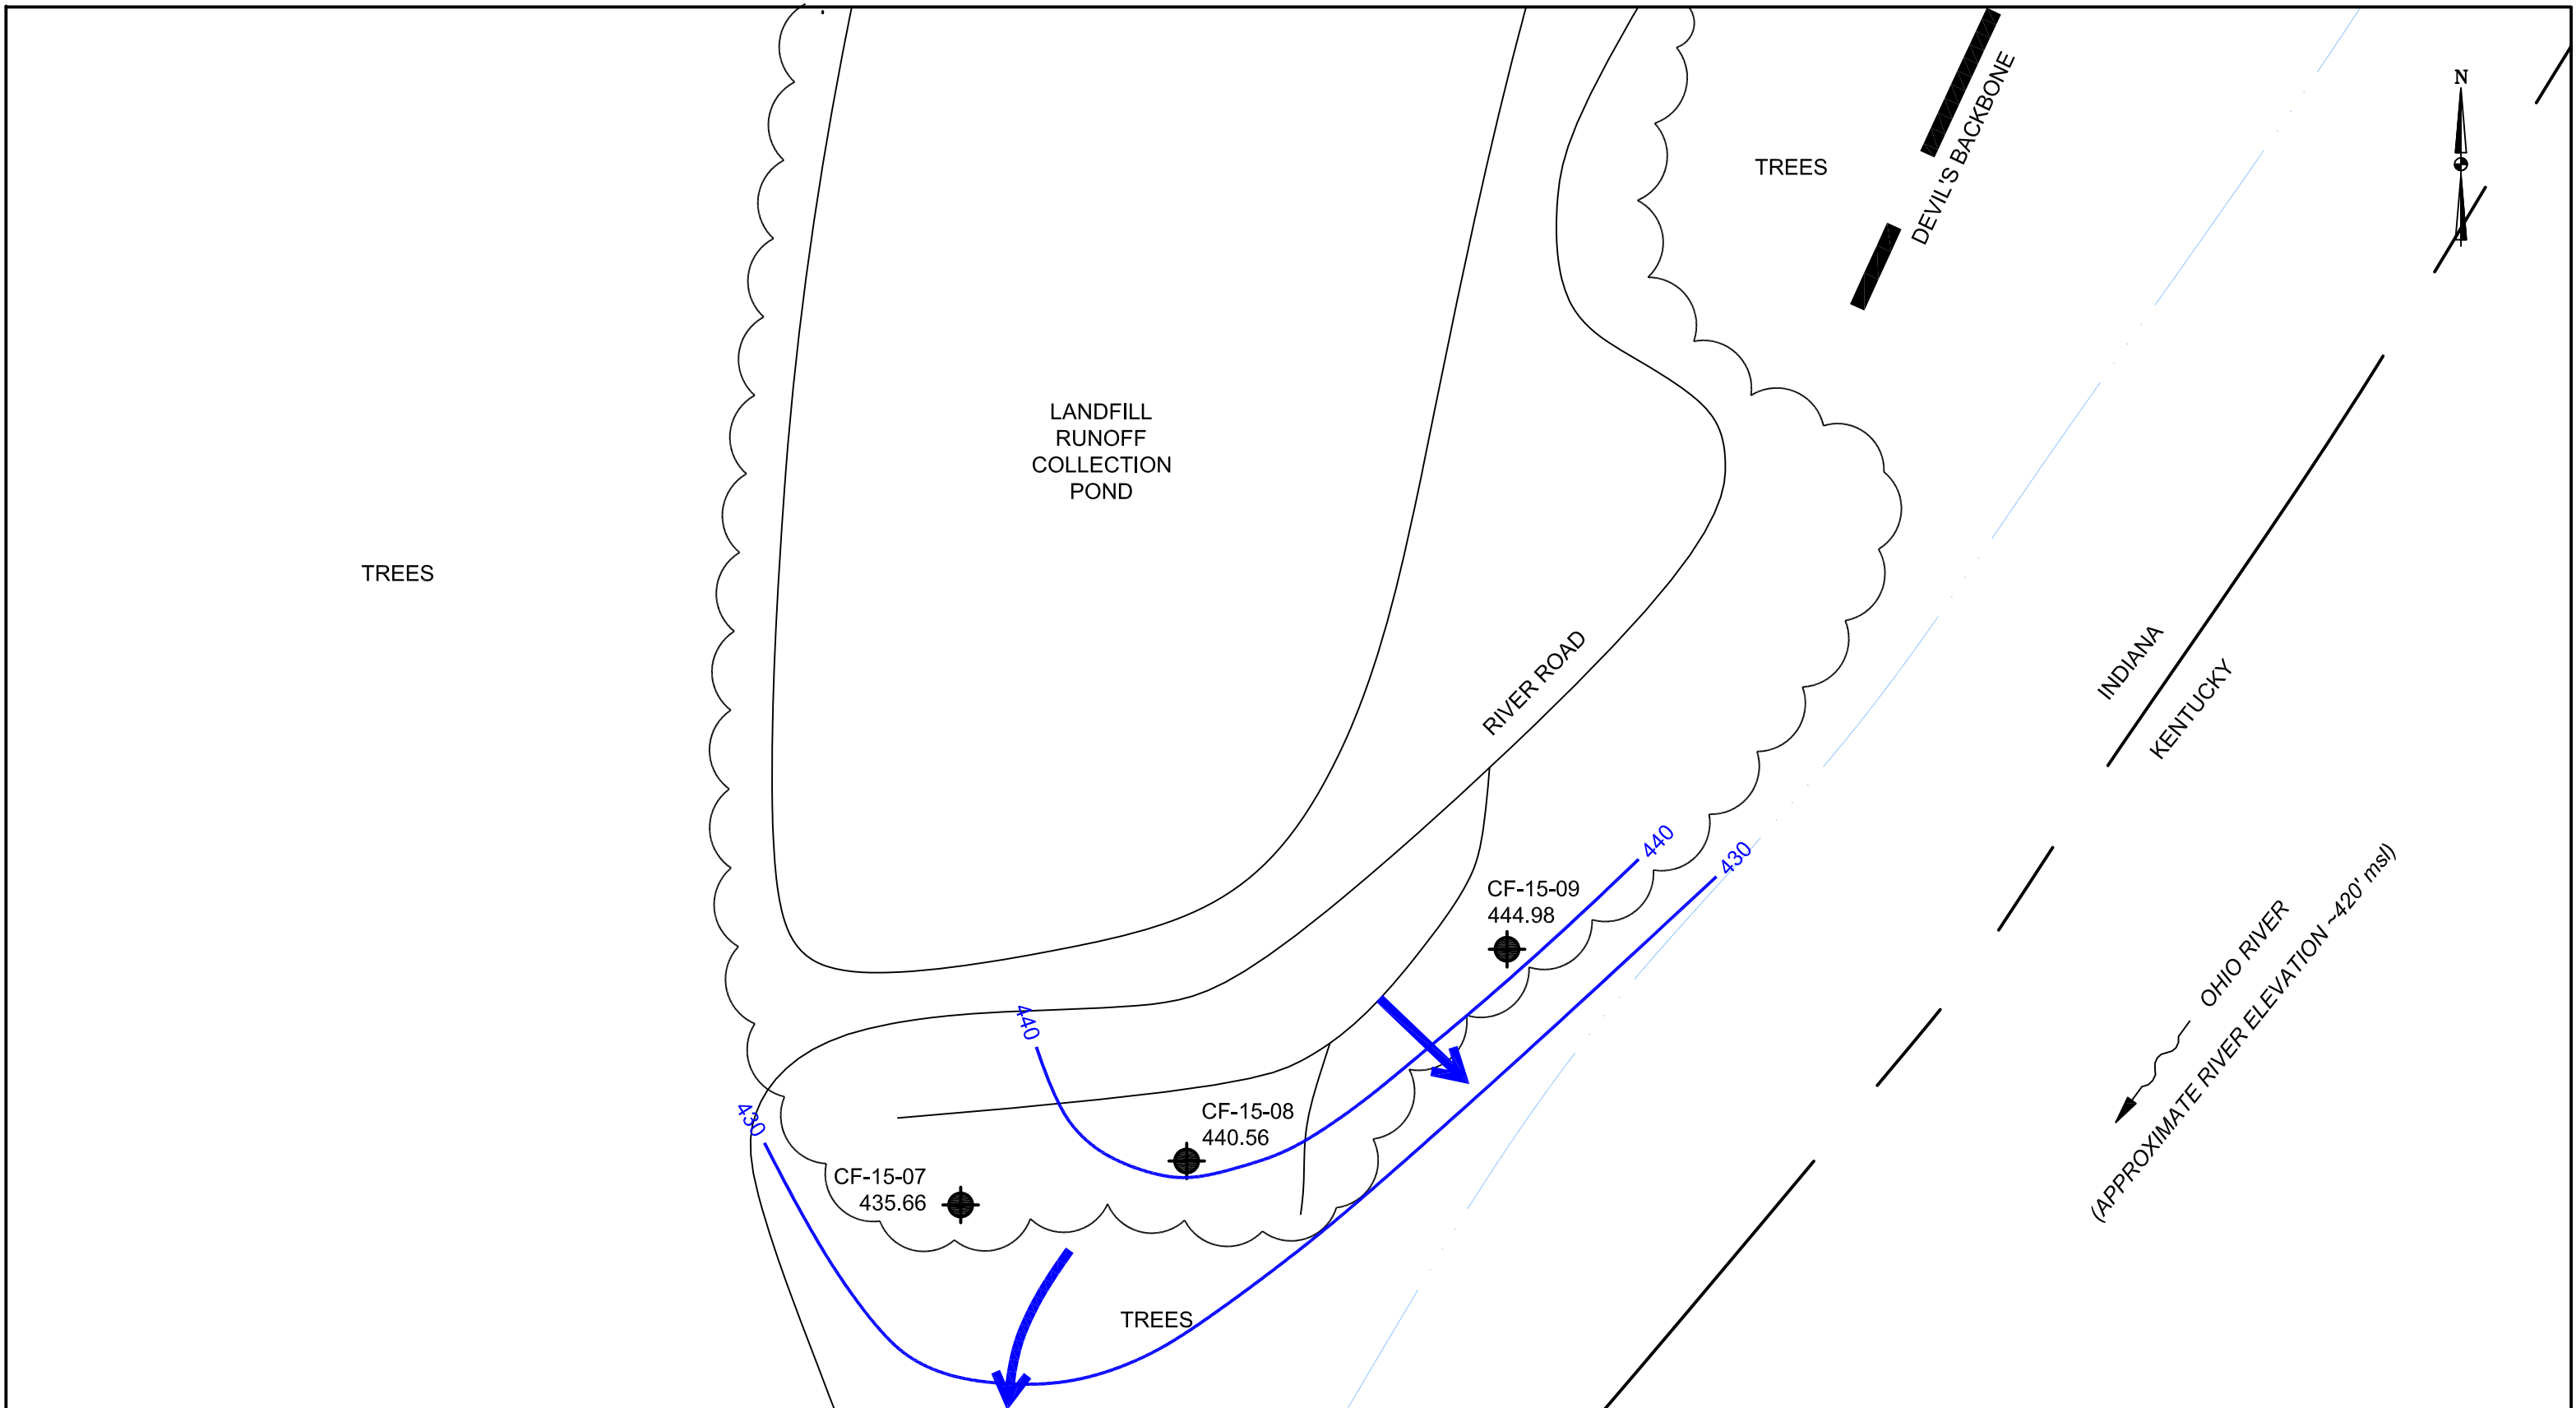 N
DEVIL'S BACKBONE
TREES
LANDFILL
RUNOFF
COLLECTION
POND
TREES
RIVER ROAD
INDIANA
KENTUCKY
440
430
CF-15-09
444.98
OHIO RIVER
(APPROXIMATE RIVER ELEVATION ~420' msl)
440
430
CF-15-08
440.56
CF-15-07
435.66
TREES